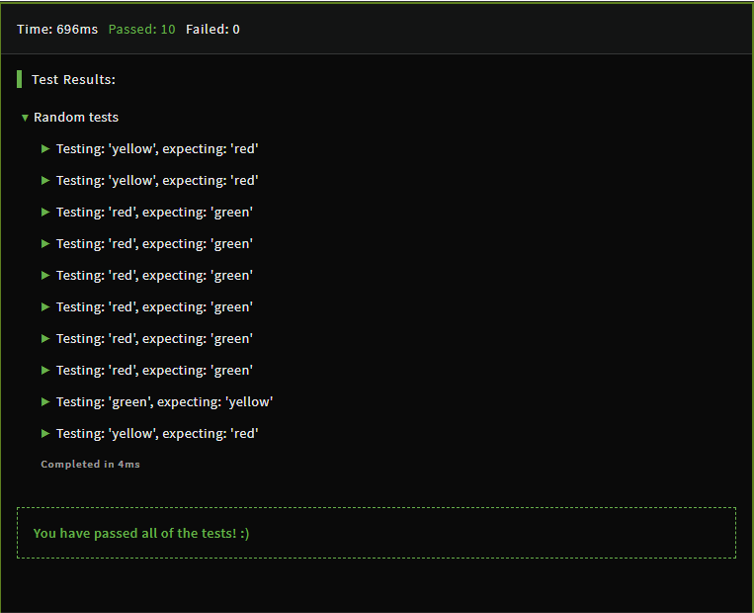 Time: 696ms Passed: 10 Failed: 0
Test Results:
Random tests
Testing: 'yellow', expecting: 'red'
Testing: 'yellow', expecting: 'red'
Testing: 'red', expecting: 'green'
Testing: 'red', expecting: 'green'
Testing: 'red', expecting: 'green'
Testing: 'red', expecting: 'green'
Testing: 'red', expecting: 'green'
Testing: 'red', expecting: 'green'
Testing: 'green', expecting: 'yellow'
Testing: 'yellow', expecting: 'red'
Completed in 4ms
You have passed all of the tests! :)